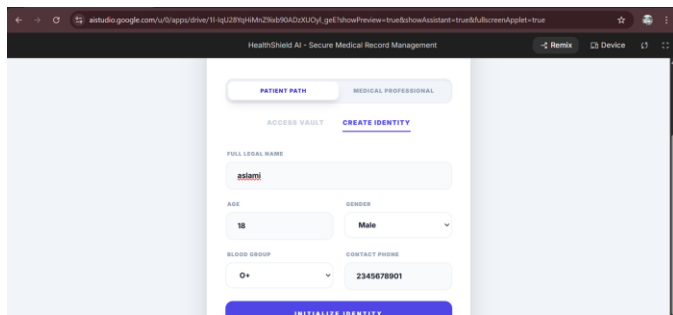 aistudio.google.com/u/0/apps/drive/1I-IqU28YqHiMnZ9ixb90ADzXUOyl_geE?showPreview=true&showAssistant=true&fullscreenApplet=true
HealthShield AI - Secure Medical Record Management Remix Device
PATIENT PATH MEDICAL PROFESSIONAL
ACCESS VAULT CREATE IDENTITY
FULL LEGAL NAME
aslami
AGE GENDER
18 Male
BLOOD GROUP CONTACT PHONE
O+ 2345678901
INITIALIZE IDENTITY